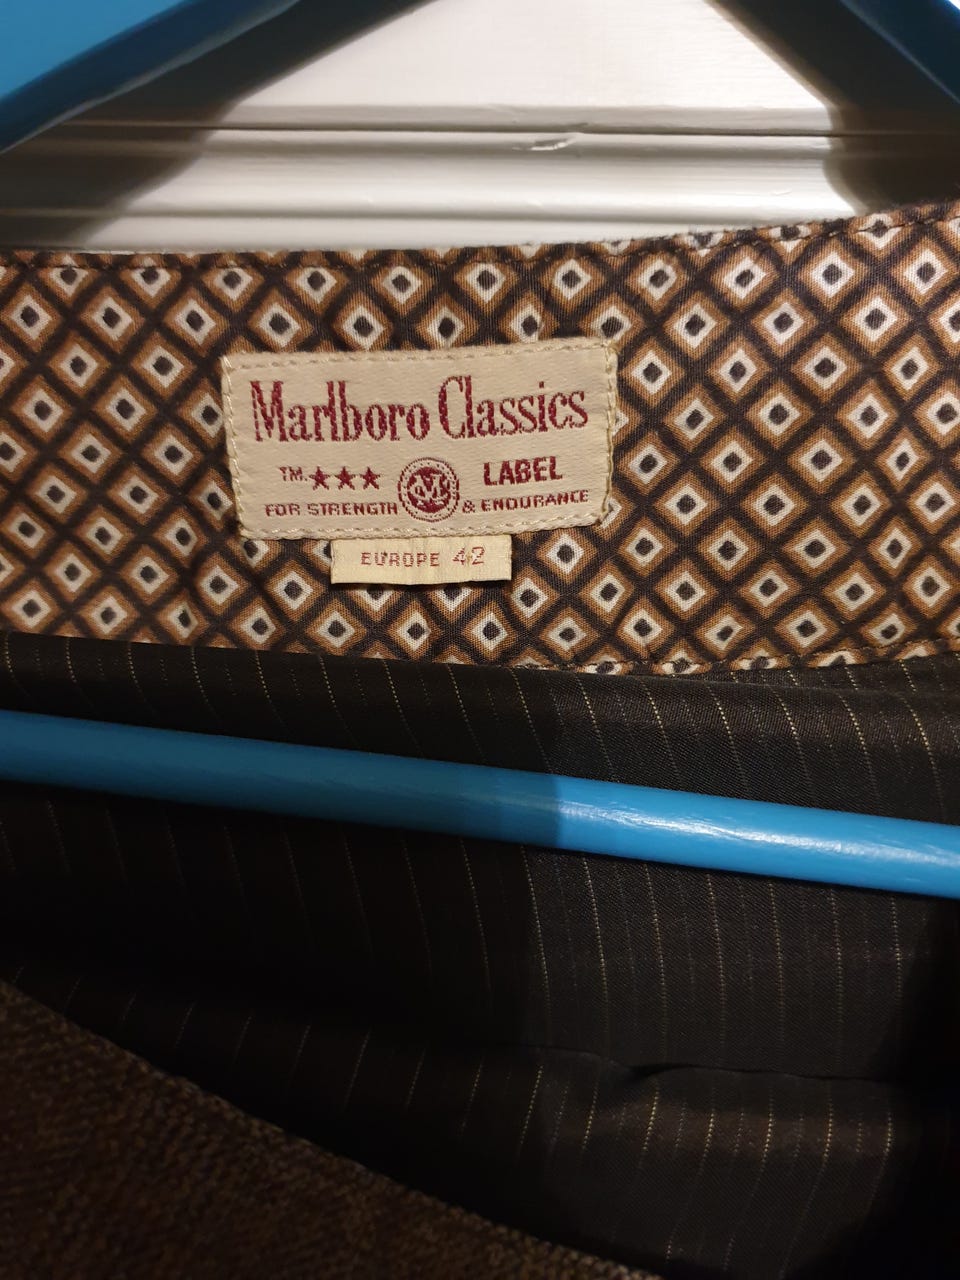 Marlboro Classics
TM.★★★ M LABEL
FOR STRENGTH & ENDURANCE
EUROPE 42